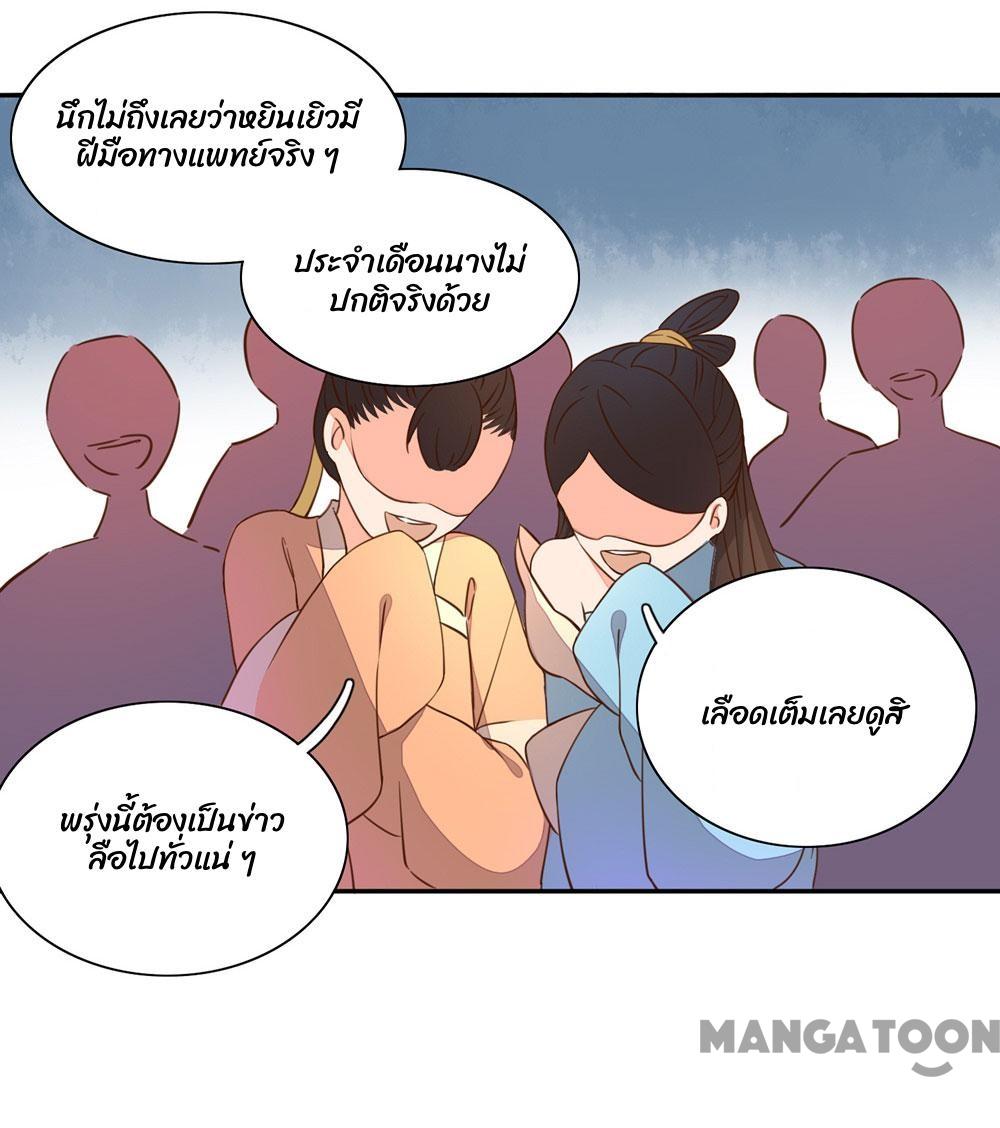 นึกไม่ถึงเลยว่าหยินเยิวมี
ฝีมือทางแพทย์จริง ๆ
ประจำเดือนนางไม่
ปกติจริงด้วย
เลือดเต็มเลยดูสิ
พรุ่งนี้ต้องเป็นข่าว
ลือไปทั่วแน่ ๆ
MANGATOON